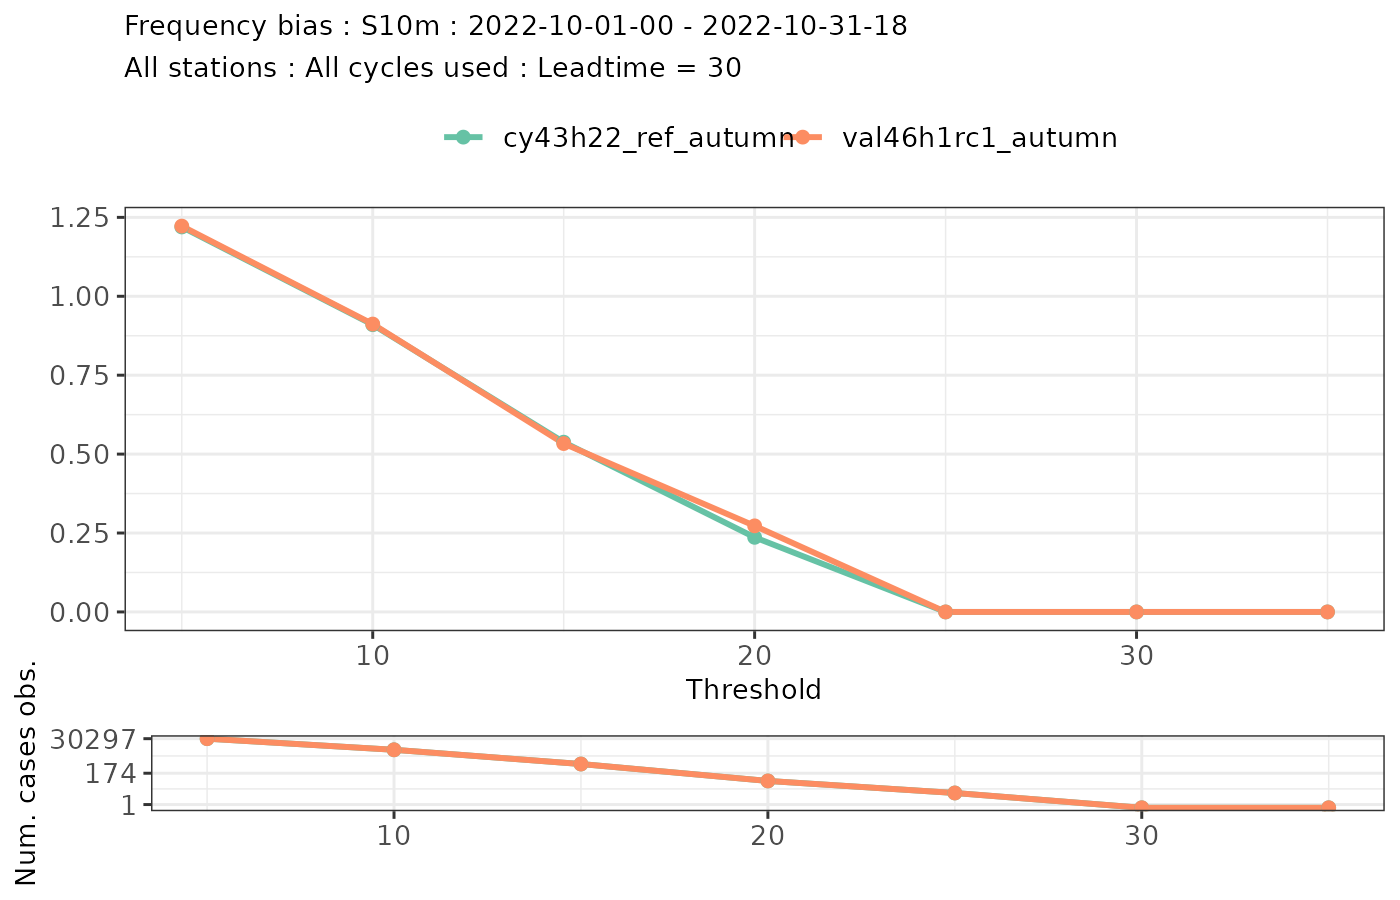 Frequency bias : S10m : 2022-10-01-00 - 2022-10-31-18
All stations : All cycles used : Leadtime = 30
cy43h22_ref_autumn val46h1rc1_autumn
1.25
1.00
0.75
0.50
0.25
0.00
10 20 30
Threshold
Num. cases obs.
30297
174
1
10 20 30